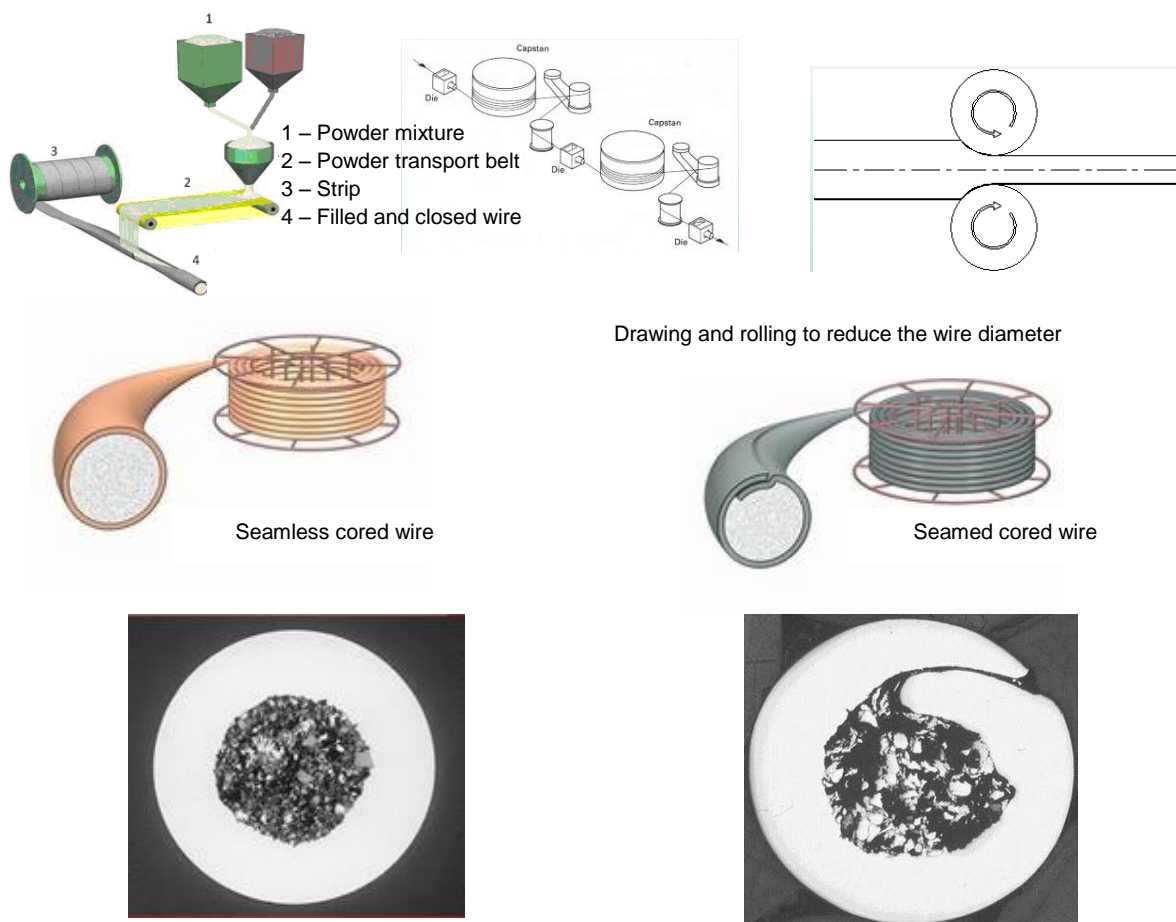 1
3
2
4
1 – Powder mixture
2 – Powder transport belt
3 – Strip
4 – Filled and closed wire
Capstan
Die
Capstan
Die
Die
Drawing and rolling to reduce the wire diameter
Seamless cored wire
Seamed cored wire